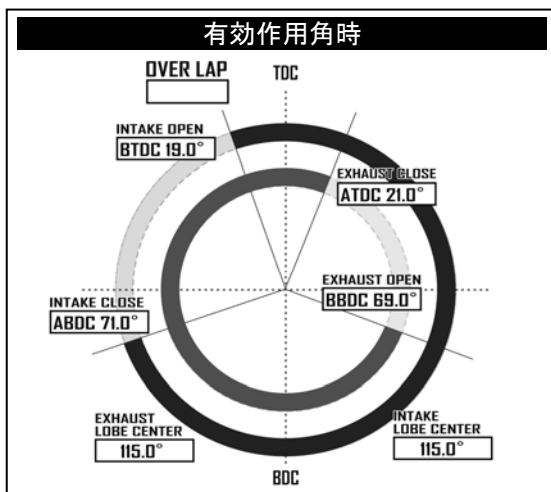 有効作用角時
OVER LAP
TDC
INTAKE OPEN
BTDC 19.0°
EXHAUST CLOSE
ATDC 21.0°
EXHAUST OPEN
BBDC 69.0°
INTAKE CLOSE
ABDC 71.0°
EXHAUST
LOBE CENTER
115.0°
INTAKE
LOBE CENTER
115.0°
BDC